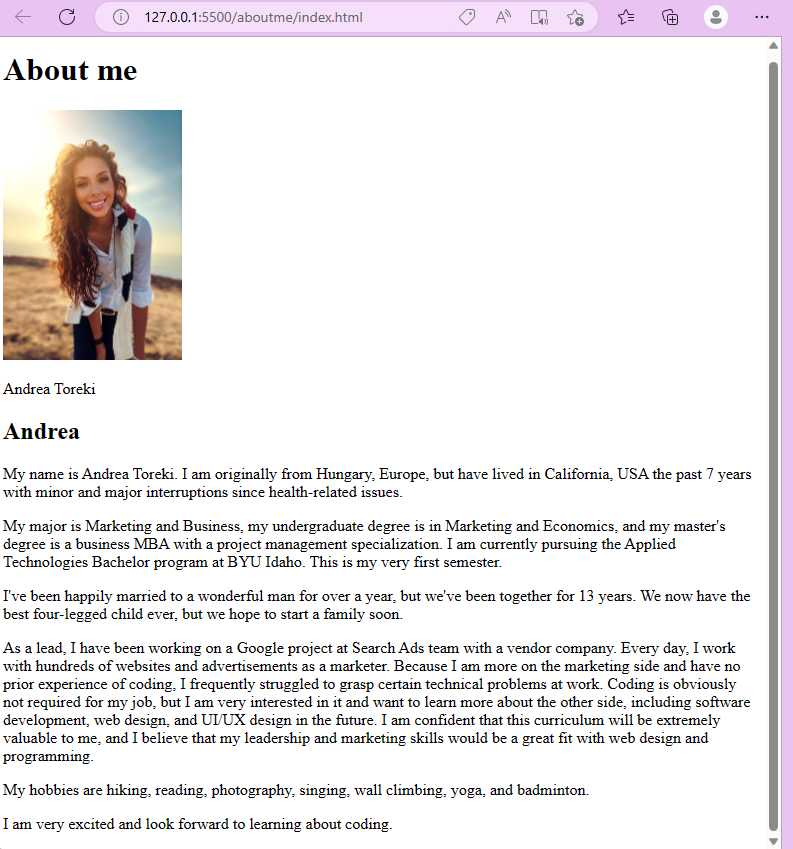 127.0.0.1:5500/aboutme/index.html
About me
Andrea Toreki
Andrea
My name is Andrea Toreki. I am originally from Hungary, Europe, but have lived in California, USA the past 7 years
with minor and major interruptions since health-related issues.
My major is Marketing and Business, my undergraduate degree is in Marketing and Economics, and my master's
degree is a business MBA with a project management specialization. I am currently pursuing the Applied
Technologies Bachelor program at BYU Idaho. This is my very first semester.
I've been happily married to a wonderful man for over a year, but we've been together for 13 years. We now have the
best four-legged child ever, but we hope to start a family soon.
As a lead, I have been working on a Google project at Search Ads team with a vendor company. Every day, I work
with hundreds of websites and advertisements as a marketer. Because I am more on the marketing side and have no
prior experience of coding, I frequently struggled to grasp certain technical problems at work. Coding is obviously
not required for my job, but I am very interested in it and want to learn more about the other side, including software
development, web design, and UI/UX design in the future. I am confident that this curriculum will be extremely
valuable to me, and I believe that my leadership and marketing skills would be a great fit with web design and
programming.
My hobbies are hiking, reading, photography, singing, wall climbing, yoga, and badminton.
I am very excited and look forward to learning about coding.